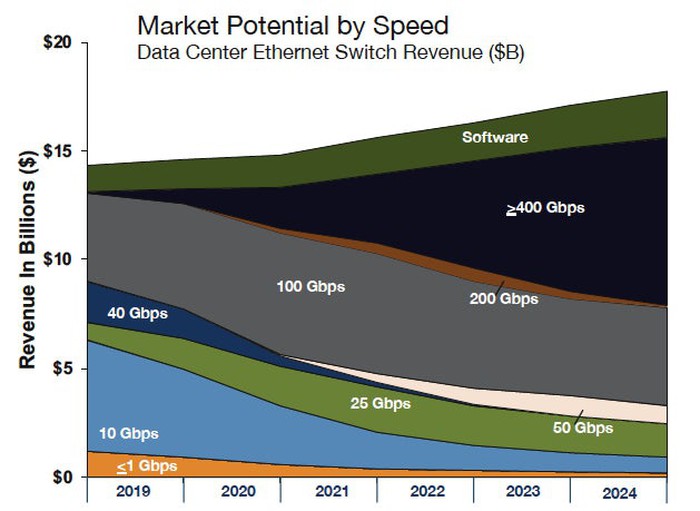 Market Potential by Speed
Data Center Ethernet Switch Revenue ($B)
Revenue In Billions ($)
$20
$15
$10
$5
$0
Software
≥400 Gbps
200 Gbps
100 Gbps
40 Gbps
25 Gbps
50 Gbps
10 Gbps
≤1 Gbps
2019 2020 2021 2022 2023 2024